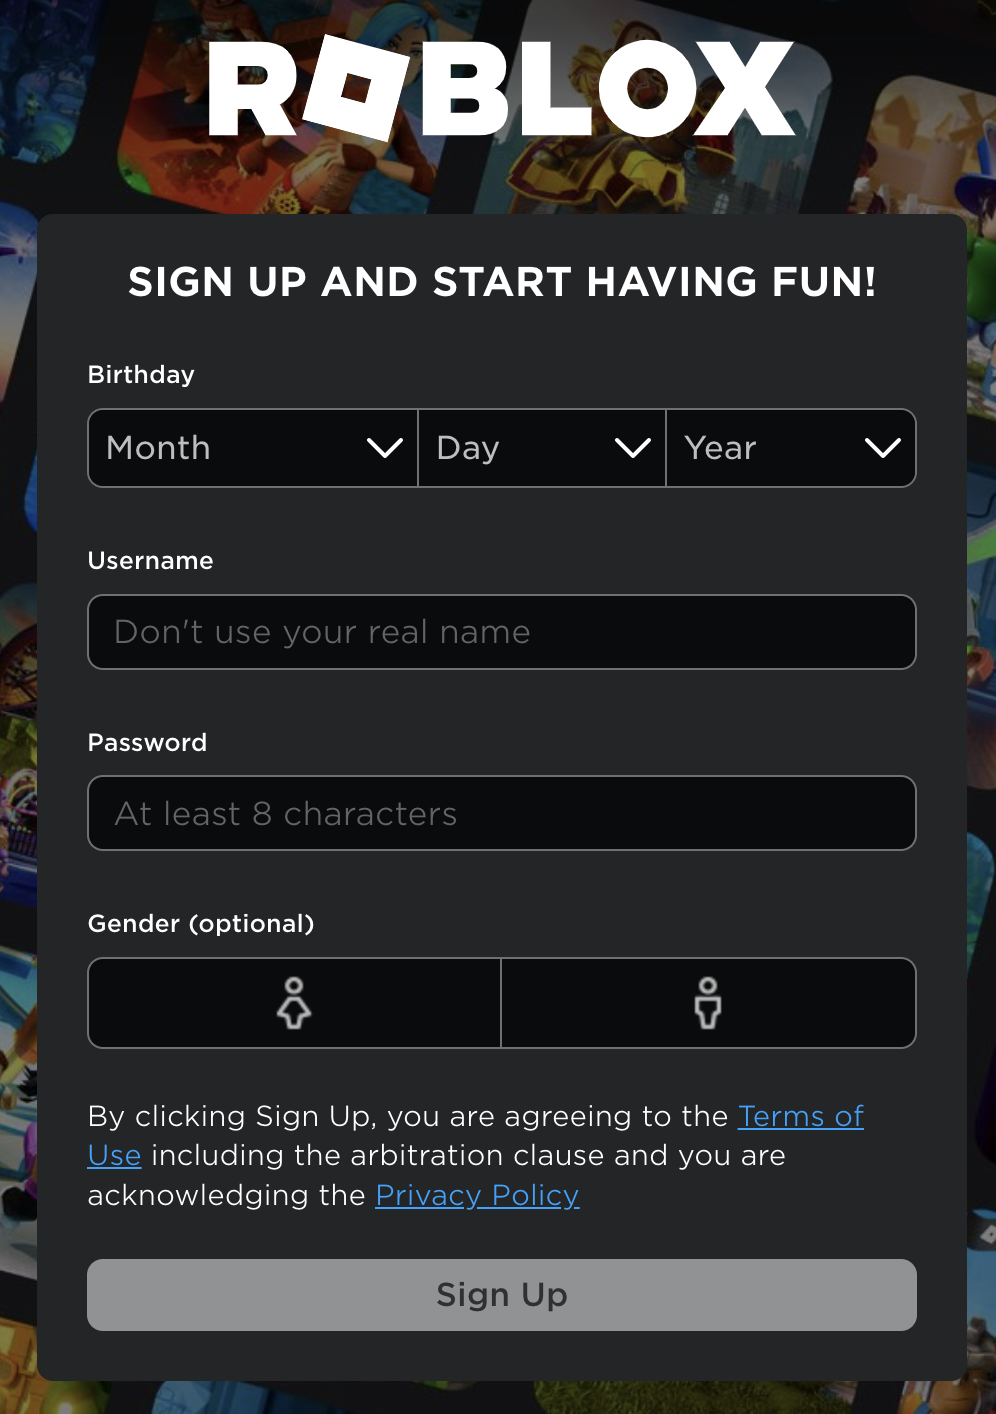 ROBLOX
SIGN UP AND START HAVING FUN!
Birthday
Month Day Year
Username
Don't use your real name
Password
At least 8 characters
Gender (optional)
By clicking Sign Up, you are agreeing to the Terms of
Use including the arbitration clause and you are
acknowledging the Privacy Policy
Sign Up